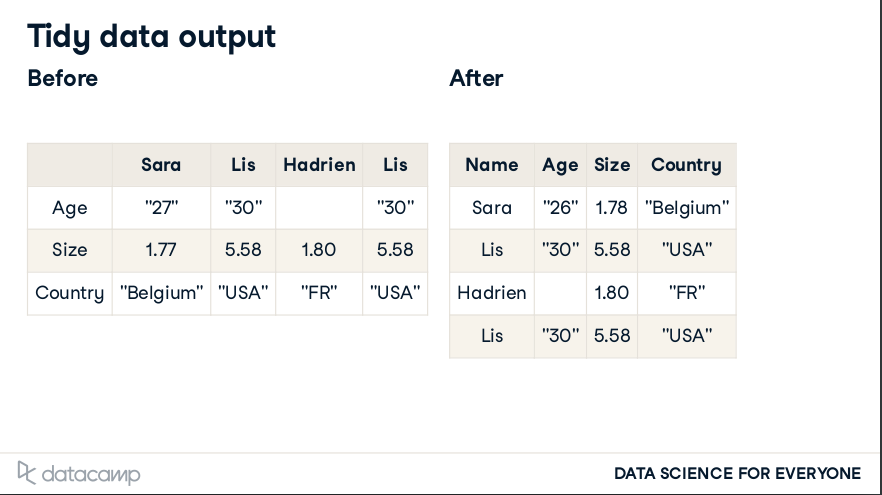 Tidy data output
Before
After
Sara Lis Hadrien Lis
Age "27" "30" "30"
Size 1.77 5.58 1.80 5.58
Country "Belgium" "USA" "FR" "USA"
Name Age Size Country
Sara "26" 1.78 "Belgium"
Lis "30" 5.58 "USA"
Hadrien 1.80 "FR"
Lis "30" 5.58 "USA"
datacamp
DATA SCIENCE FOR EVERYONE